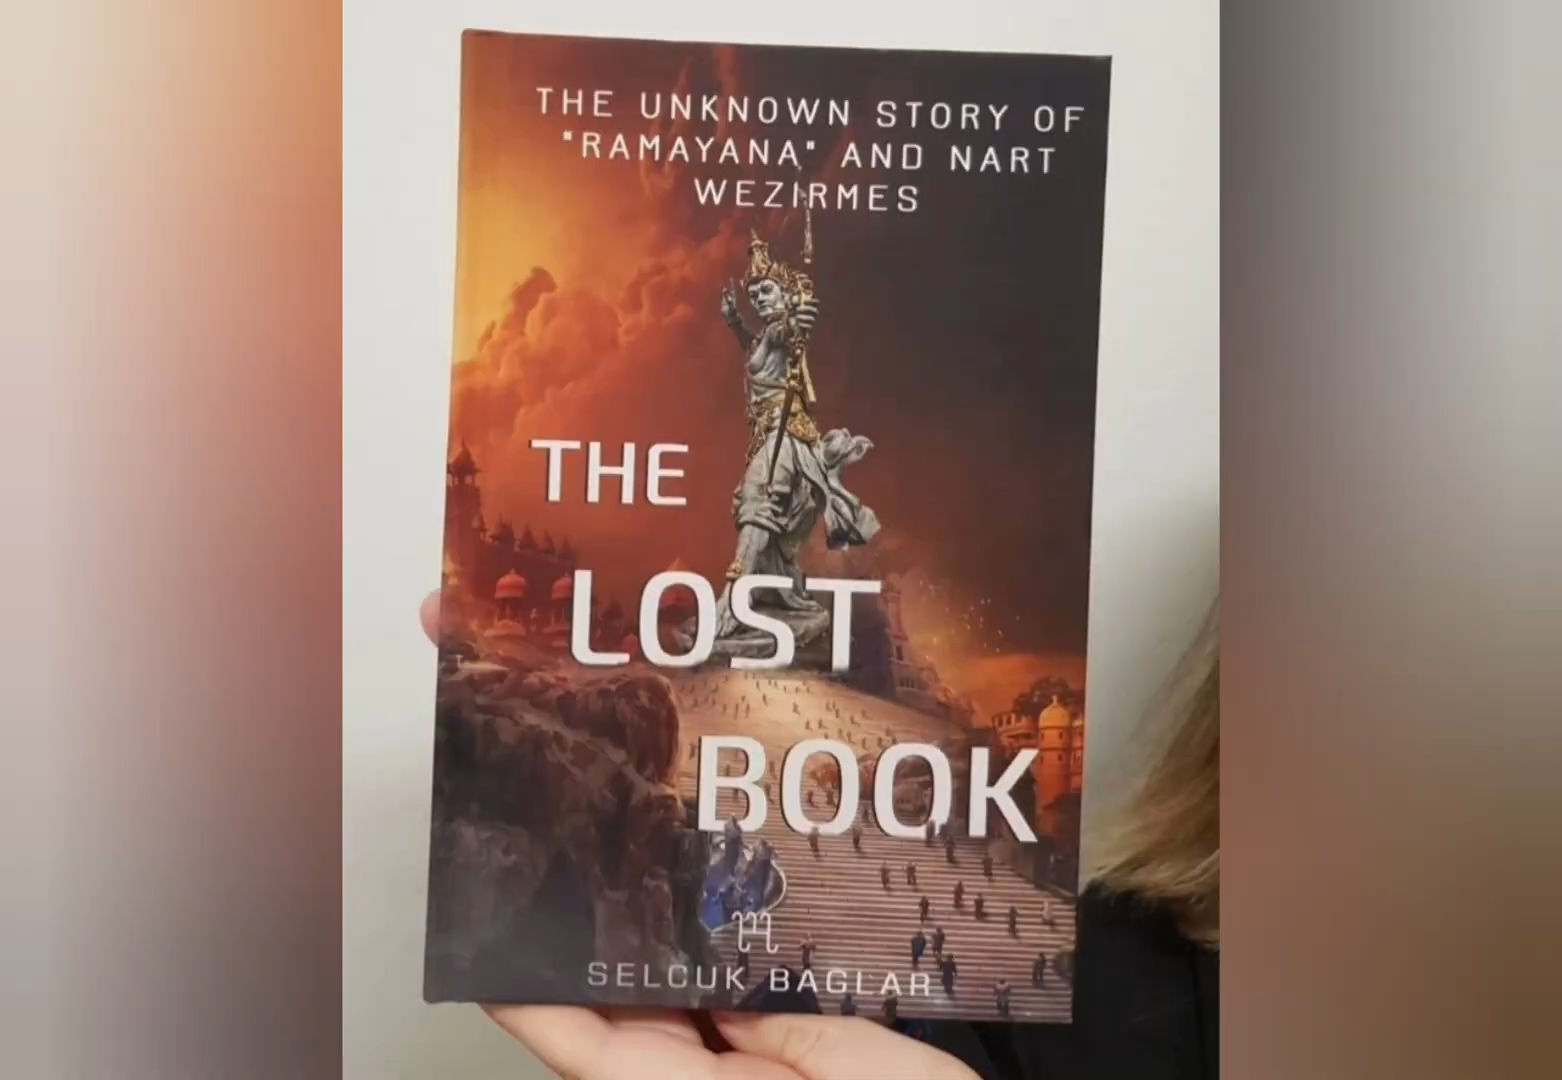 THE UNKNOWN STORY OF
"RAMAYANA" AND NART
WEZIRMES
THE
LOST
BOOK
SELCUK BAGLAR